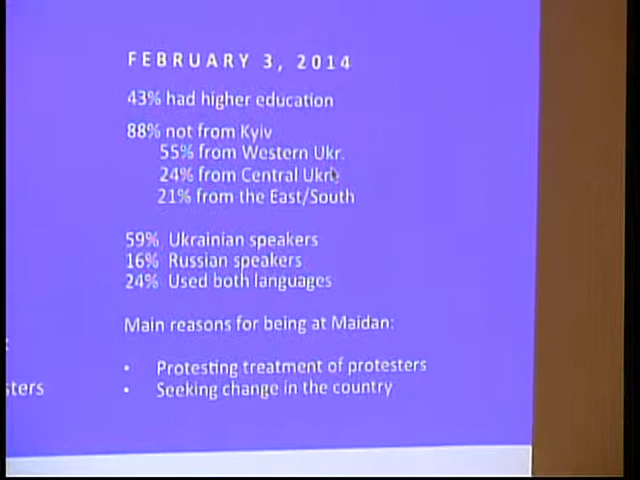 FEBRUARY 3, 2014
43% had higher education
88% not from Kyiv
55% from Western Ukr.
24% from Central Ukr.
21% from the East/South
59% Ukrainian speakers
16% Russian speakers
24% Used both languages
Main reasons for being at Maidan:
• Protesting treatment of protesters
• Seeking change in the country
sters